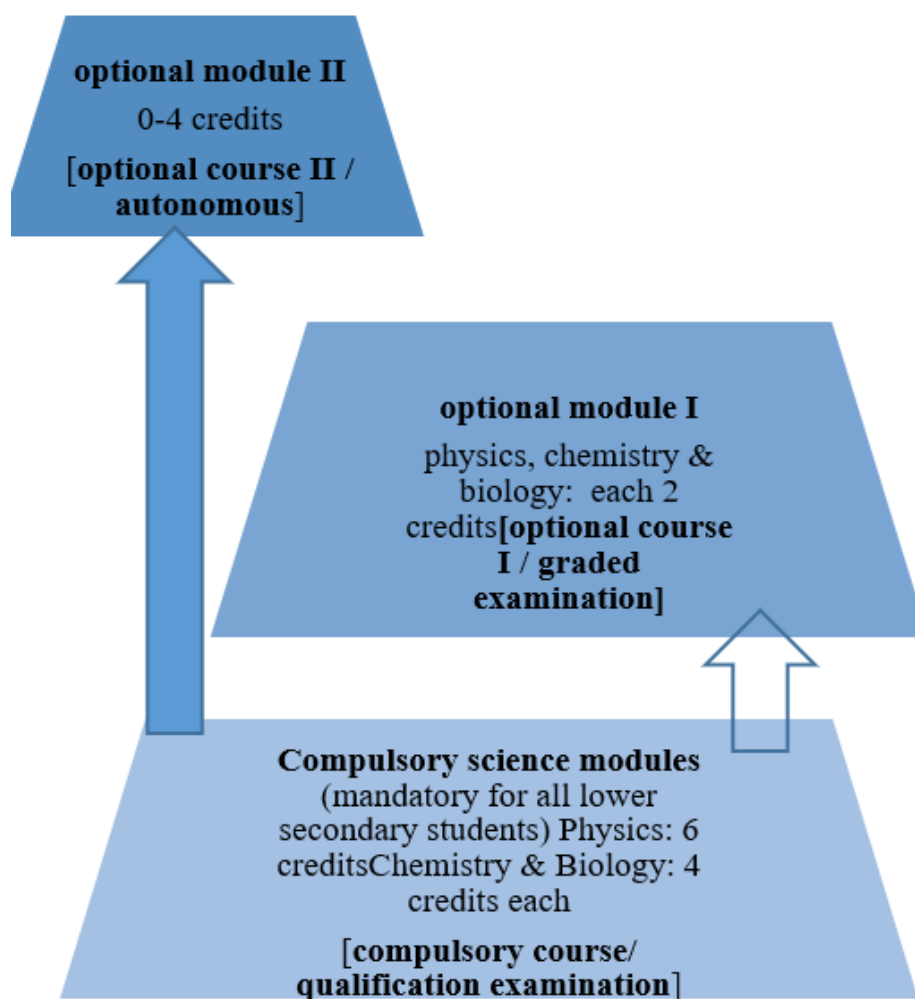 optional module II
0-4 credits
[optional course II /
autonomous]
optional module I
physics, chemistry &
biology:  each 2
credits[optional course
I / graded
examination]
Compulsory science modules
(mandatory for all lower
secondary students) Physics: 6
creditsChemistry & Biology: 4
credits each
[compulsory course/
qualification examination]